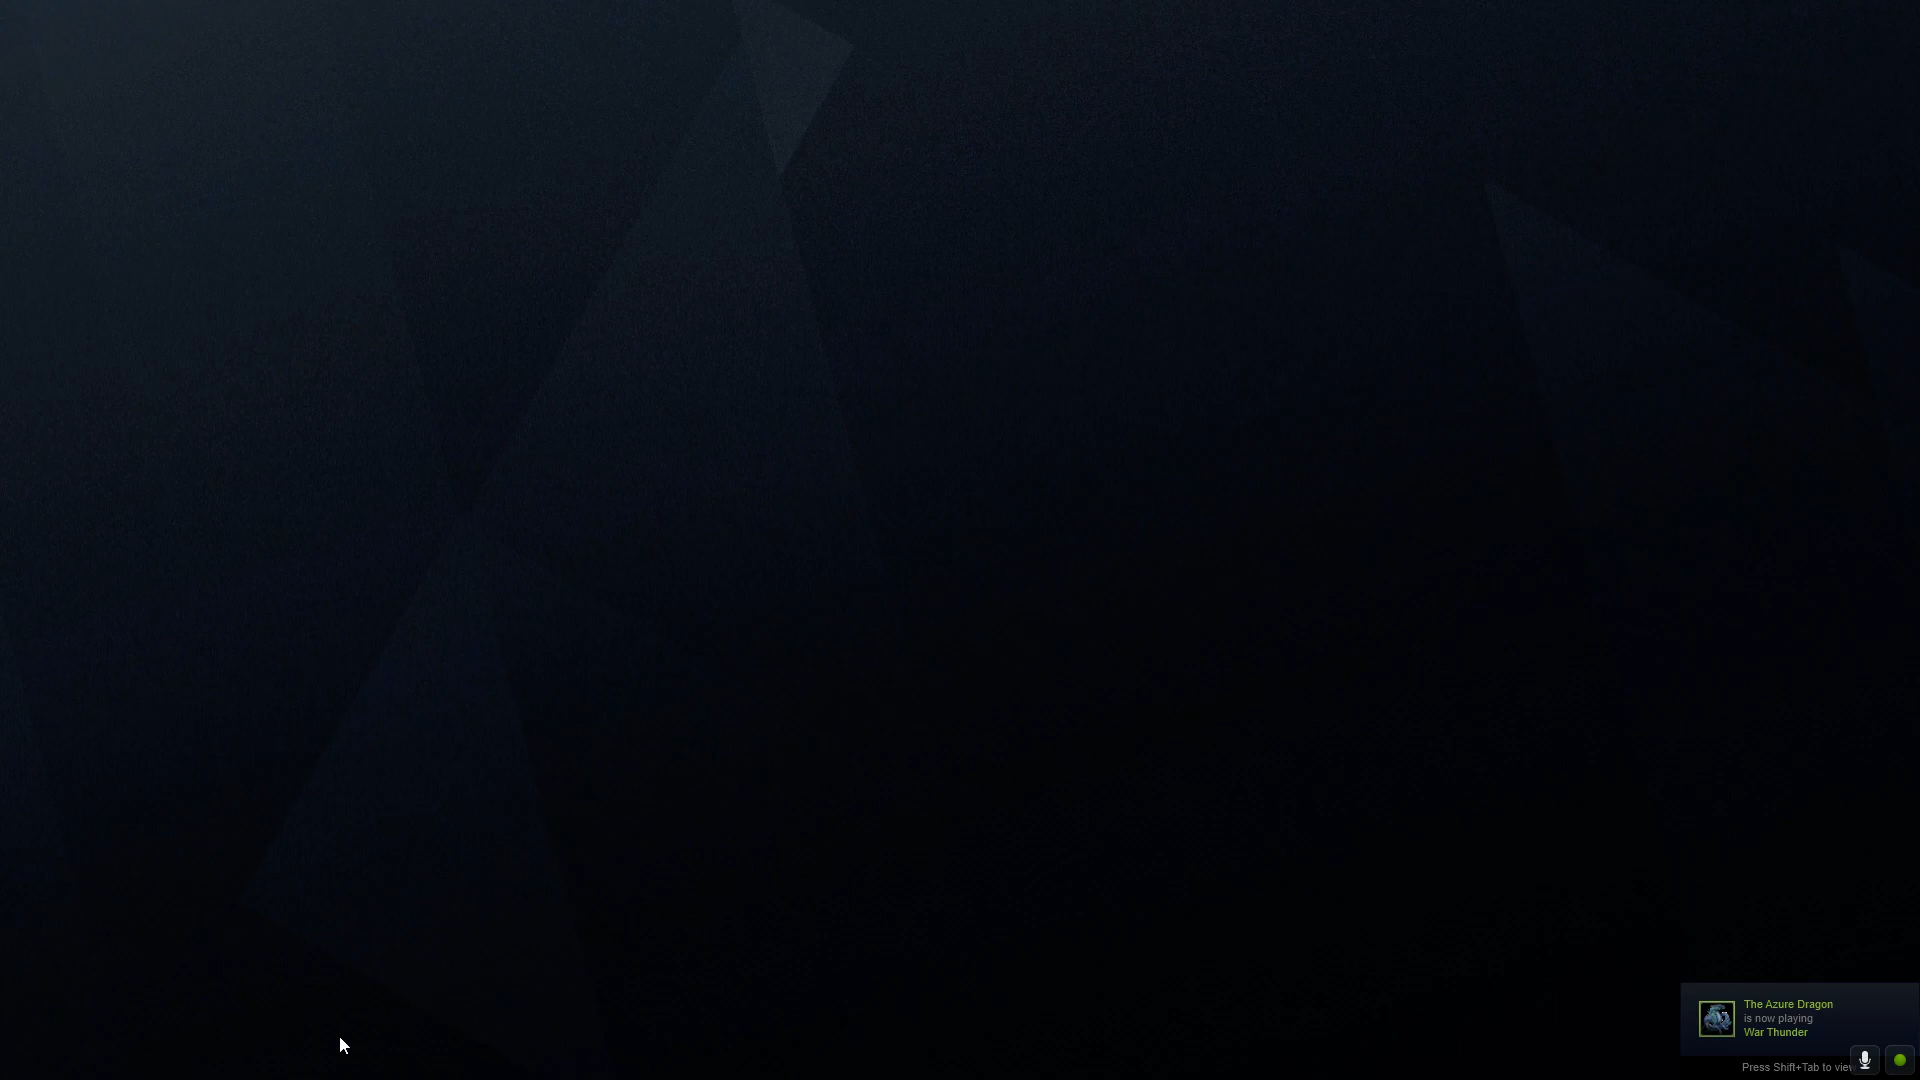 The Azure Dragon
is now playing
War Thunder
Press Shift+Tab to view